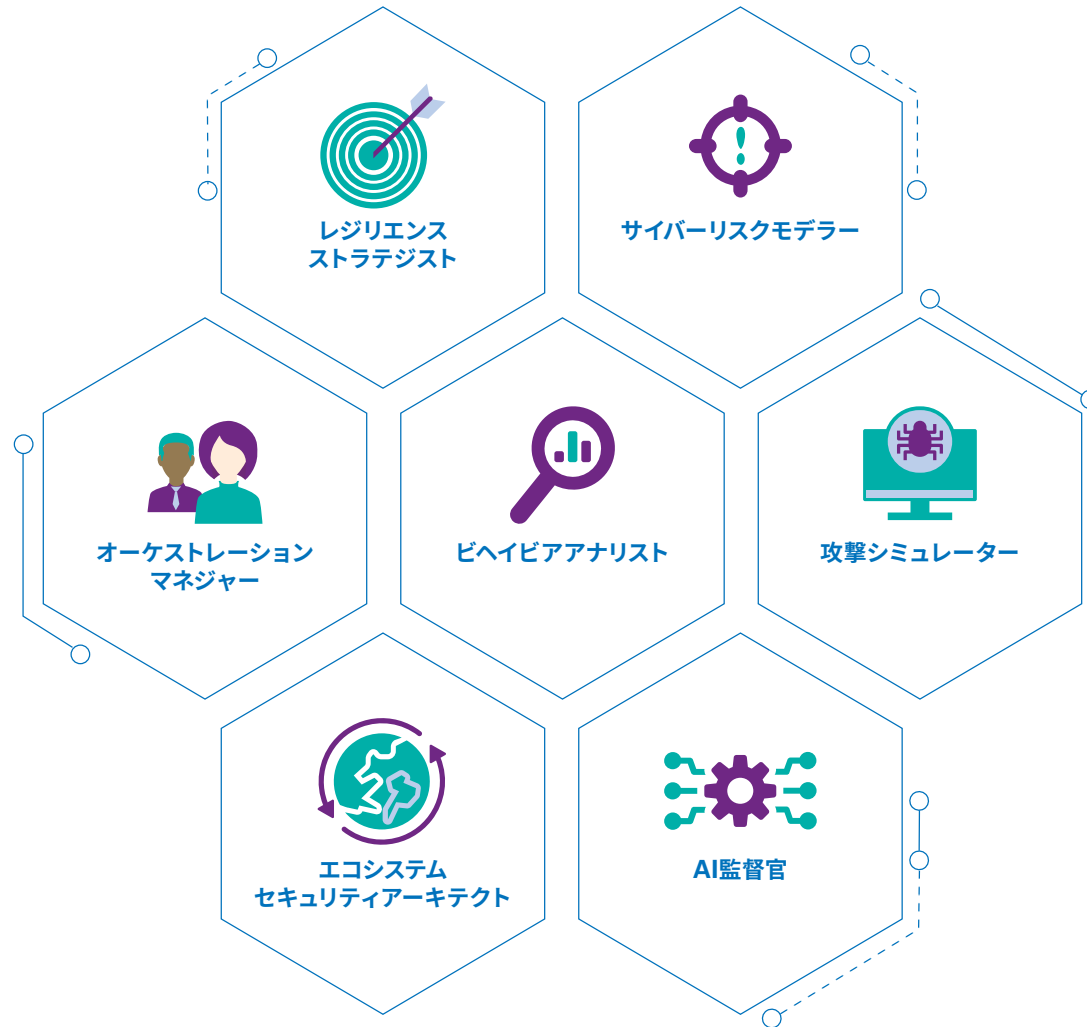 レジリエンス
ストラテジスト
サイバーリスクモデラー
オーケストレーション
マネジャー
ビヘイビアアナリスト
攻撃シミュレーター
エコシステム
セキュリティアーキテクト
AI監督官